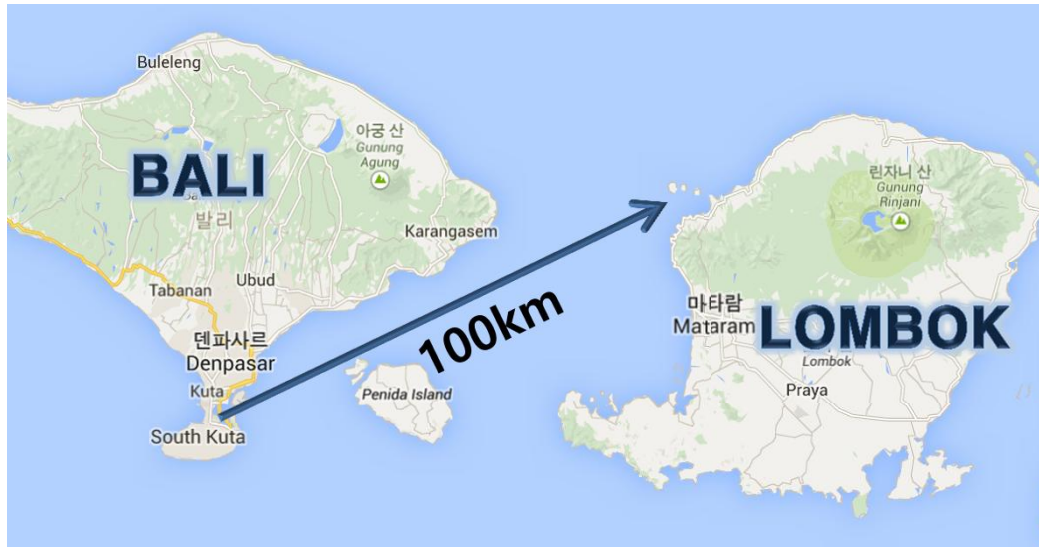 Buleleng
아궁 산
Gunung
Agung
BALI
발리
린자니 산
Gunung
Rinjani
Karangasem
Ubud
Tabanan
100km
마타람
Mataram
LOMBOK
Lombok
덴파사르
Denpasar
Kuta
Penida Island
Praya
South Kuta